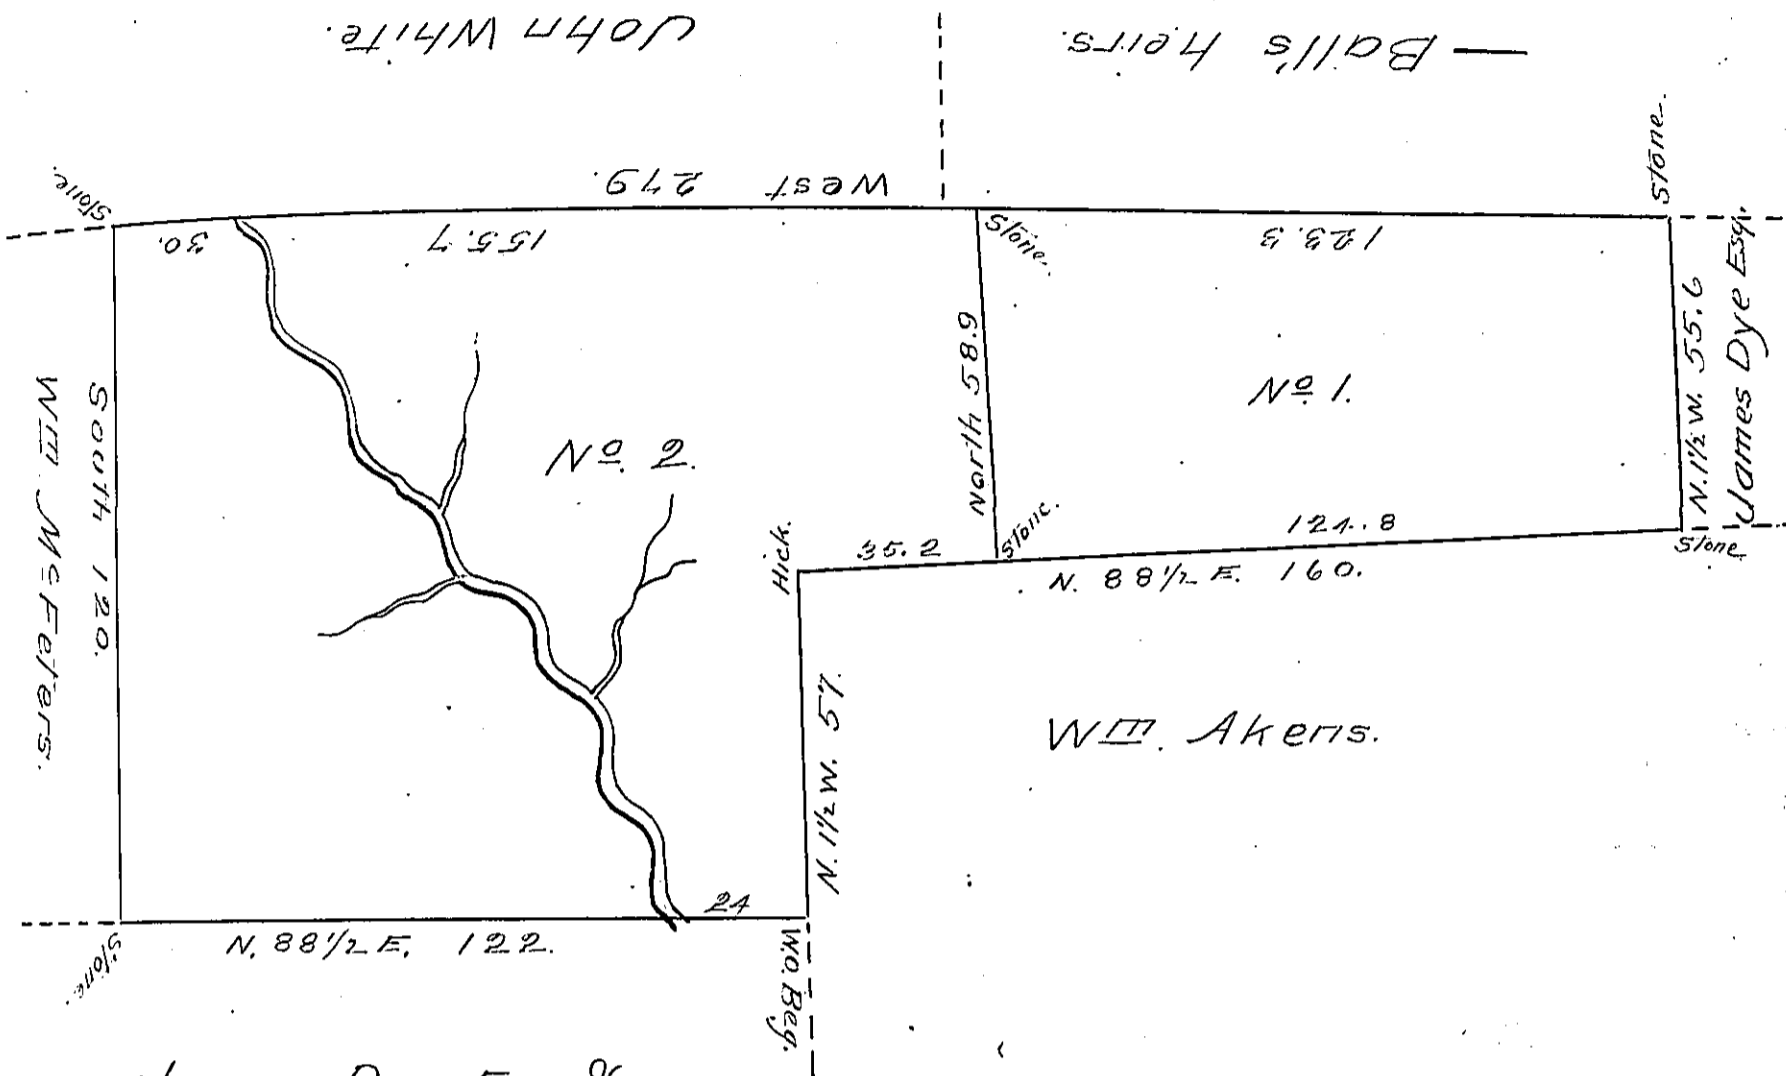 John White.
— Ball's heirs.
Stone.
West 279.
Stone.
30.
155.7
Stone.
123.3
James Dye Esqr.
N. 1½ W. 55.6
North 58.9
No 1.
South 120.
Wm. McFeters.
No. 2.
Hick.
35.2
Stone.
124.8
Stone
N. 88½ E. 160.
N. 1½ W. 57.
Wm. Akens.
24
Stone.
N. 88½ E. 122.
W.O. Beg.